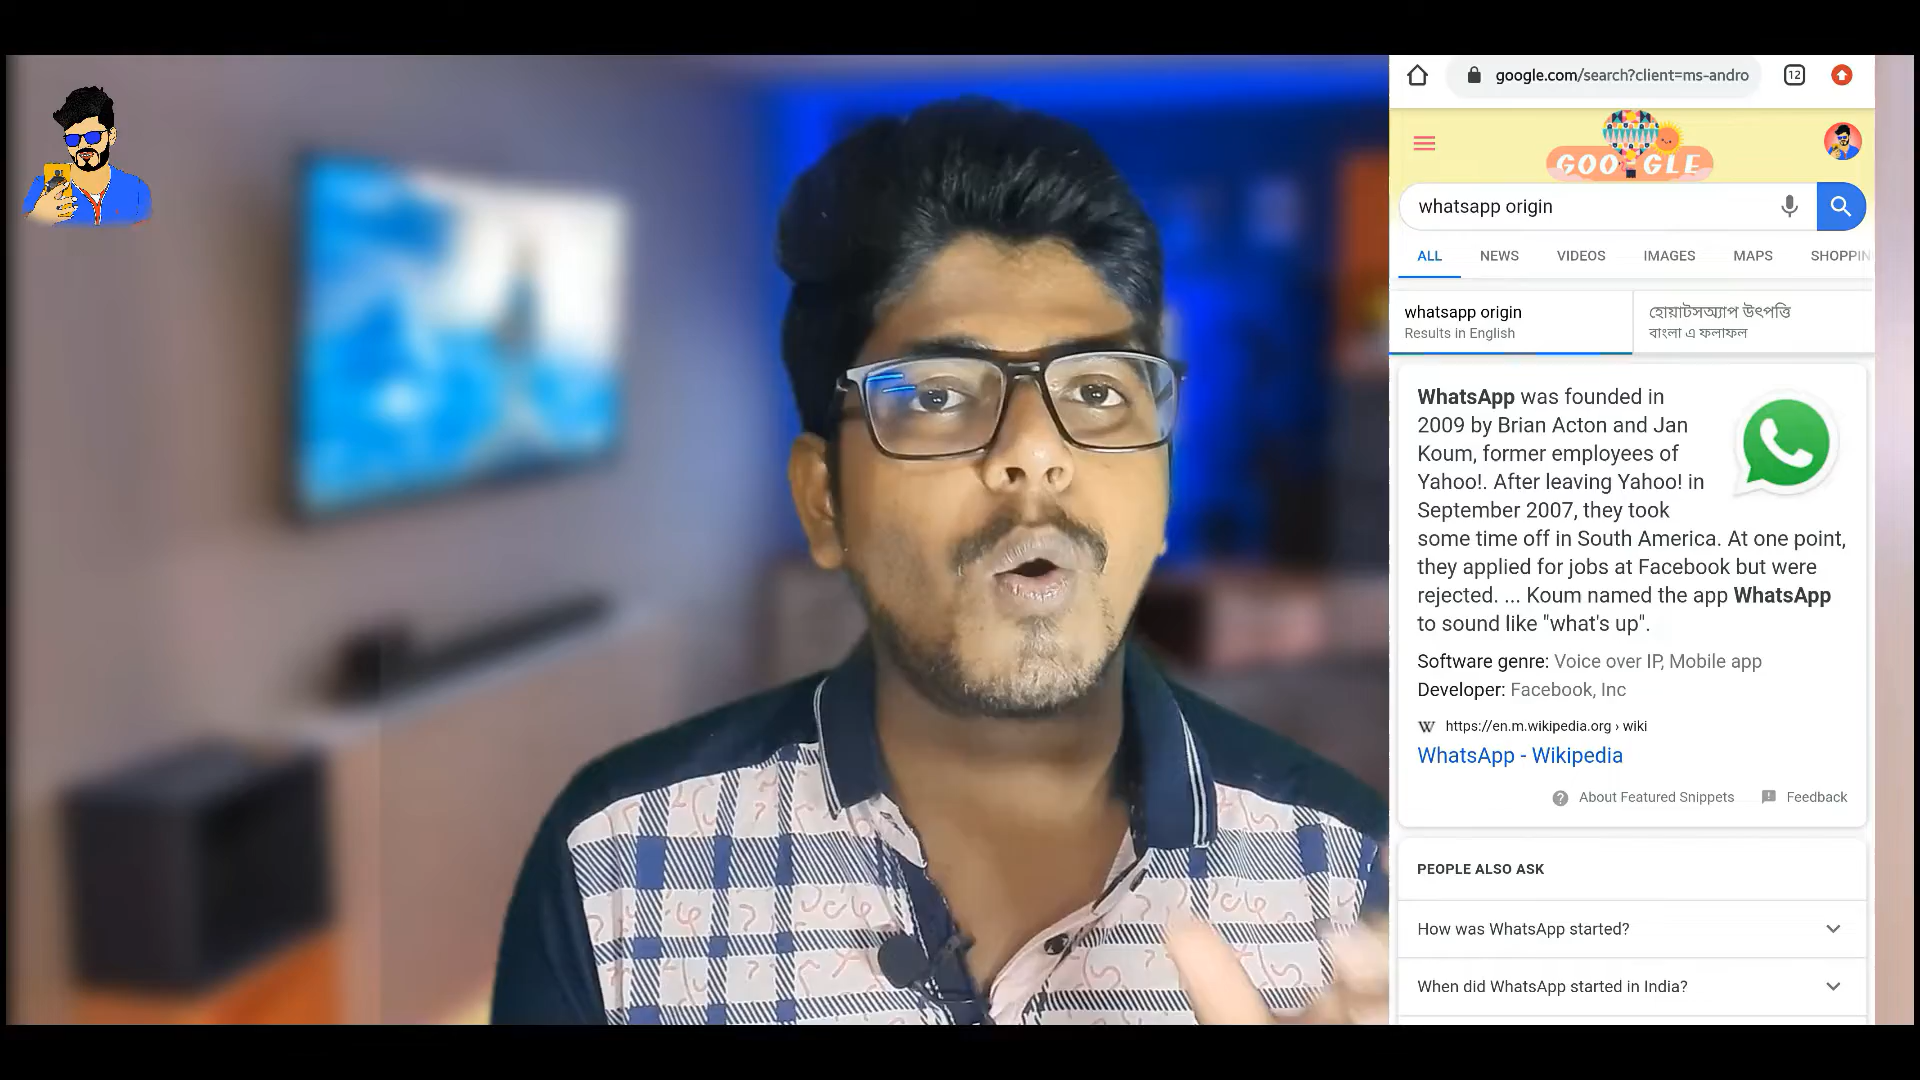 google.com/search?client=ms-andro
12
GOOGLE
whatsapp origin
ALL NEWS VIDEOS IMAGES MAPS SHOPPIN
whatsapp origin
Results in English
হোয়াটসঅ্যাপ উৎপত্তি
বাংলা এ ফলাফল
WhatsApp was founded in
2009 by Brian Acton and Jan
Koum, former employees of
Yahoo!. After leaving Yahoo! in
September 2007, they took
some time off in South America. At one point,
they applied for jobs at Facebook but were
rejected. ... Koum named the app WhatsApp
to sound like "what's up".
Software genre: Voice over IP, Mobile app
Developer: Facebook, Inc
W https://en.m.wikipedia.org › wiki
WhatsApp - Wikipedia
About Featured Snippets Feedback
PEOPLE ALSO ASK
How was WhatsApp started?
When did WhatsApp started in India?